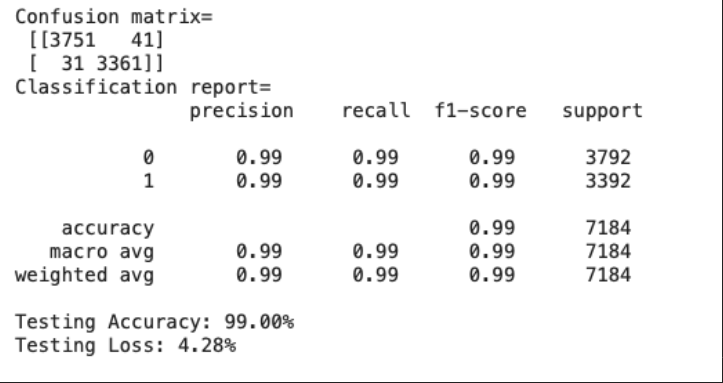 Confusion matrix=
[[3751 41]
[ 31 3361]]
Classification report=
precision recall f1-score support
0 0.99 0.99 0.99 3792
1 0.99 0.99 0.99 3392
accuracy 0.99 7184
macro avg 0.99 0.99 0.99 7184
weighted avg 0.99 0.99 0.99 7184
Testing Accuracy: 99.00%
Testing Loss: 4.28%